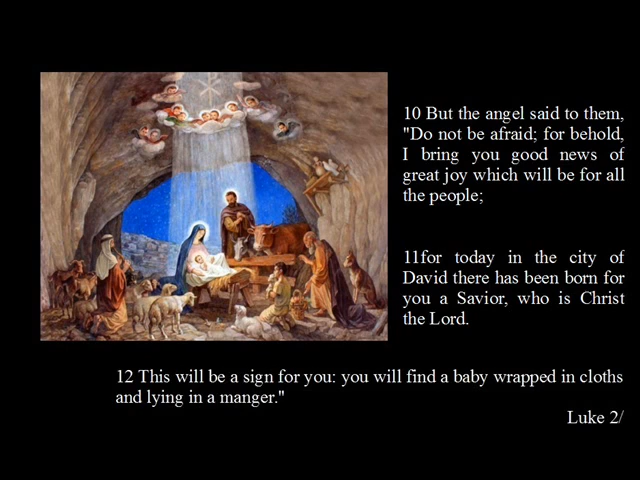 10 But the angel said to them,
"Do not be afraid; for behold,
I bring you good news of
great joy which will be for all
the people;
11for today in the city of
David there has been born for
you a Savior, who is Christ
the Lord.
12 This will be a sign for you: you will find a baby wrapped in cloths
and lying in a manger."
Luke 2/